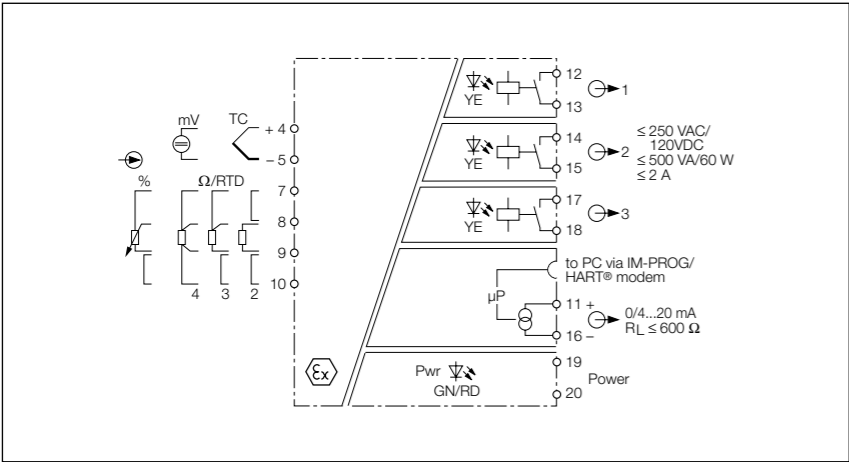 mV
TC
+ 4
– 5
%
Ω/RTD
7
8
9
10
4
3
2
YE
12
13
1
YE
14
15
2
≤ 250 VAC/
120VDC
≤ 500 VA/60 W
≤ 2 A
YE
17
18
3
to PC via IM-PROG/
HART® modem
µP
11 +
16 –
0/4...20 mA
RL ≤ 600 Ω
Ex
Pwr
GN/RD
19
20
Power